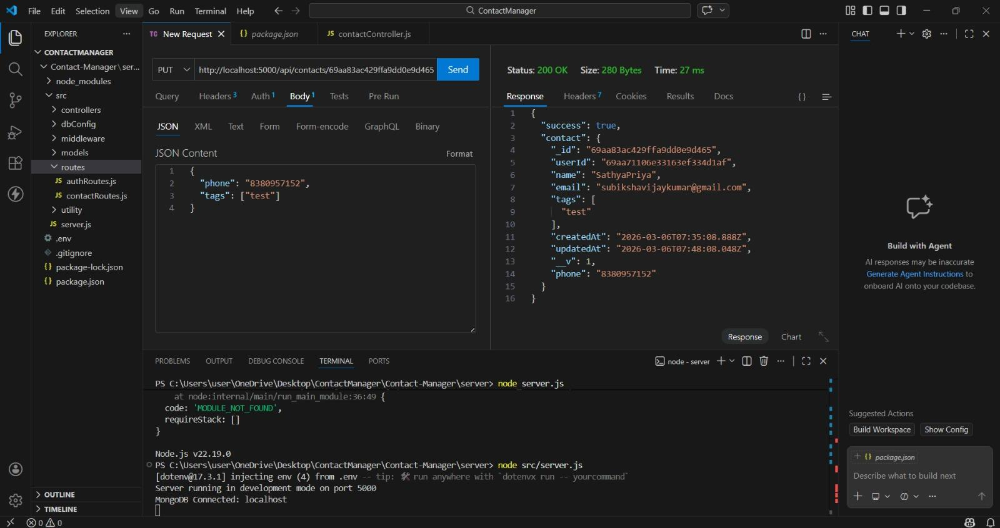 File Edit Selection View Go Run Terminal Help
ContactManager
EXPLORER
CONTACTMANAGER
Contact-Manager\ser...
node_modules
src
controllers
dbConfig
middleware
models
routes
JS authRoutes.js
JS contactRoutes.js
utility
JS server.js
.env
.gitignore
{} package-lock.json
{} package.json
OUTLINE
TIMELINE
TC New Request
{} package.json
JS contactController.js
PUT http://localhost:5000/api/contacts/69aa83ac429ffa9dd0e9d465 Send
Query Headers 3 Auth 1 Body 1 Tests Pre Run
JSON XML Text Form Form-encode GraphQL Binary
JSON Content Format
1 {
2 "phone": "8380957152",
3 "tags": ["test"]
4 }
Status: 200 OK Size: 280 Bytes Time: 27 ms
Response Headers 7 Cookies Results Docs {}
1 {
2 "success": true,
3 "contact": {
4 "_id": "69aa83ac429ffa9dd0e9d465",
5 "userId": "69aa71106e33163ef334d1af",
6 "name": "SathyaPriya",
7 "email": "subikshavijaykumar@gmail.com",
8 "tags": [
9 "test"
10 ],
11 "createdAt": "2026-03-06T07:35:08.888Z",
12 "updatedAt": "2026-03-06T07:48:08.048Z",
13 "__v": 1,
14 "phone": "8380957152"
15 }
16 }
Response Chart
PROBLEMS OUTPUT DEBUG CONSOLE TERMINAL PORTS
node - server
PS C:\Users\user\OneDrive\Desktop\ContactManager\Contact-Manager\server> node server.js
at node:internal/main/run_main_module:36:49 {
code: 'MODULE_NOT_FOUND',
requireStack: []
}
Node.js v22.19.0
PS C:\Users\user\OneDrive\Desktop\ContactManager\Contact-Manager\server> node src/server.js
[dotenv@17.3.1] injecting env (4) from .env -- tip: 🛠️ run anywhere with `dotenvx run -- yourcommand`
Server running in development mode on port 5000
MongoDB Connected: localhost
CHAT
Build with Agent
AI responses may be inaccurate
Generate Agent Instructions to
onboard AI onto your codebase.
Suggested Actions
Build Workspace Show Config
{} package.json
Describe what to build next
0 0